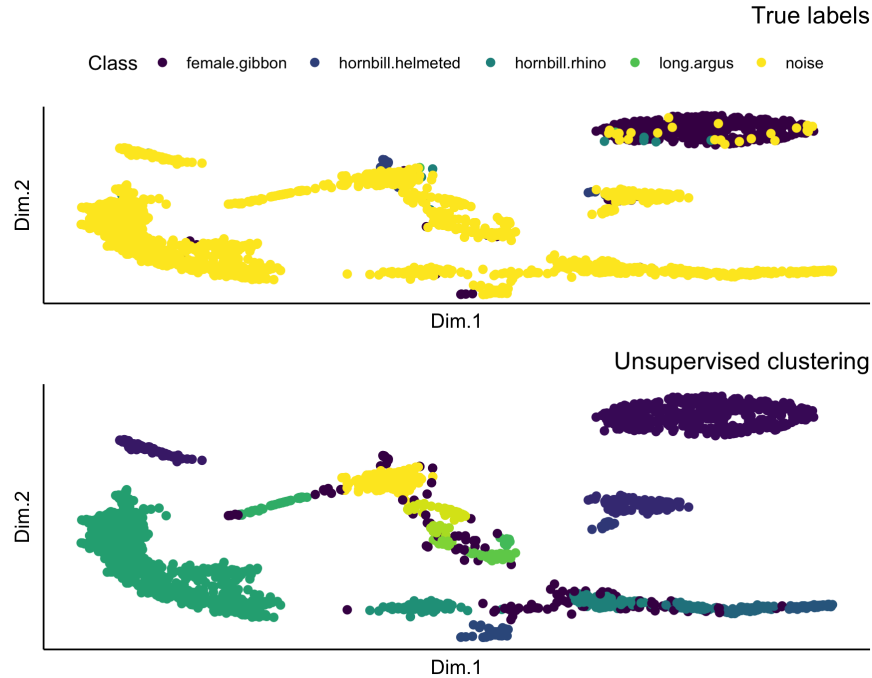 True labels
Class female.gibbon hornbill.helmeted hornbill.rhino long.argus noise
Dim.2
Dim.1
Unsupervised clustering
Dim.2
Dim.1